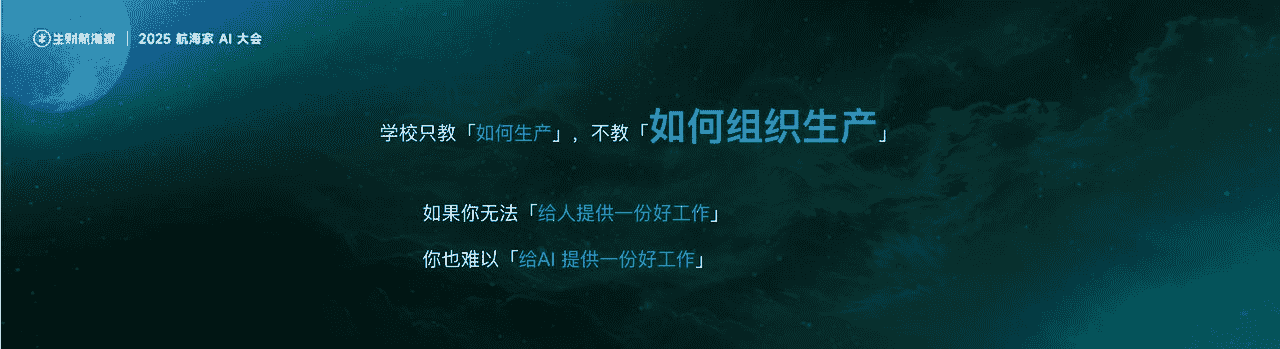 生财航海家 | 2025 航海家 AI 大会
学校只教「如何生产」，不教「如何组织生产」
如果你无法「给人提供一份好工作」
你也难以「给AI 提供一份好工作」